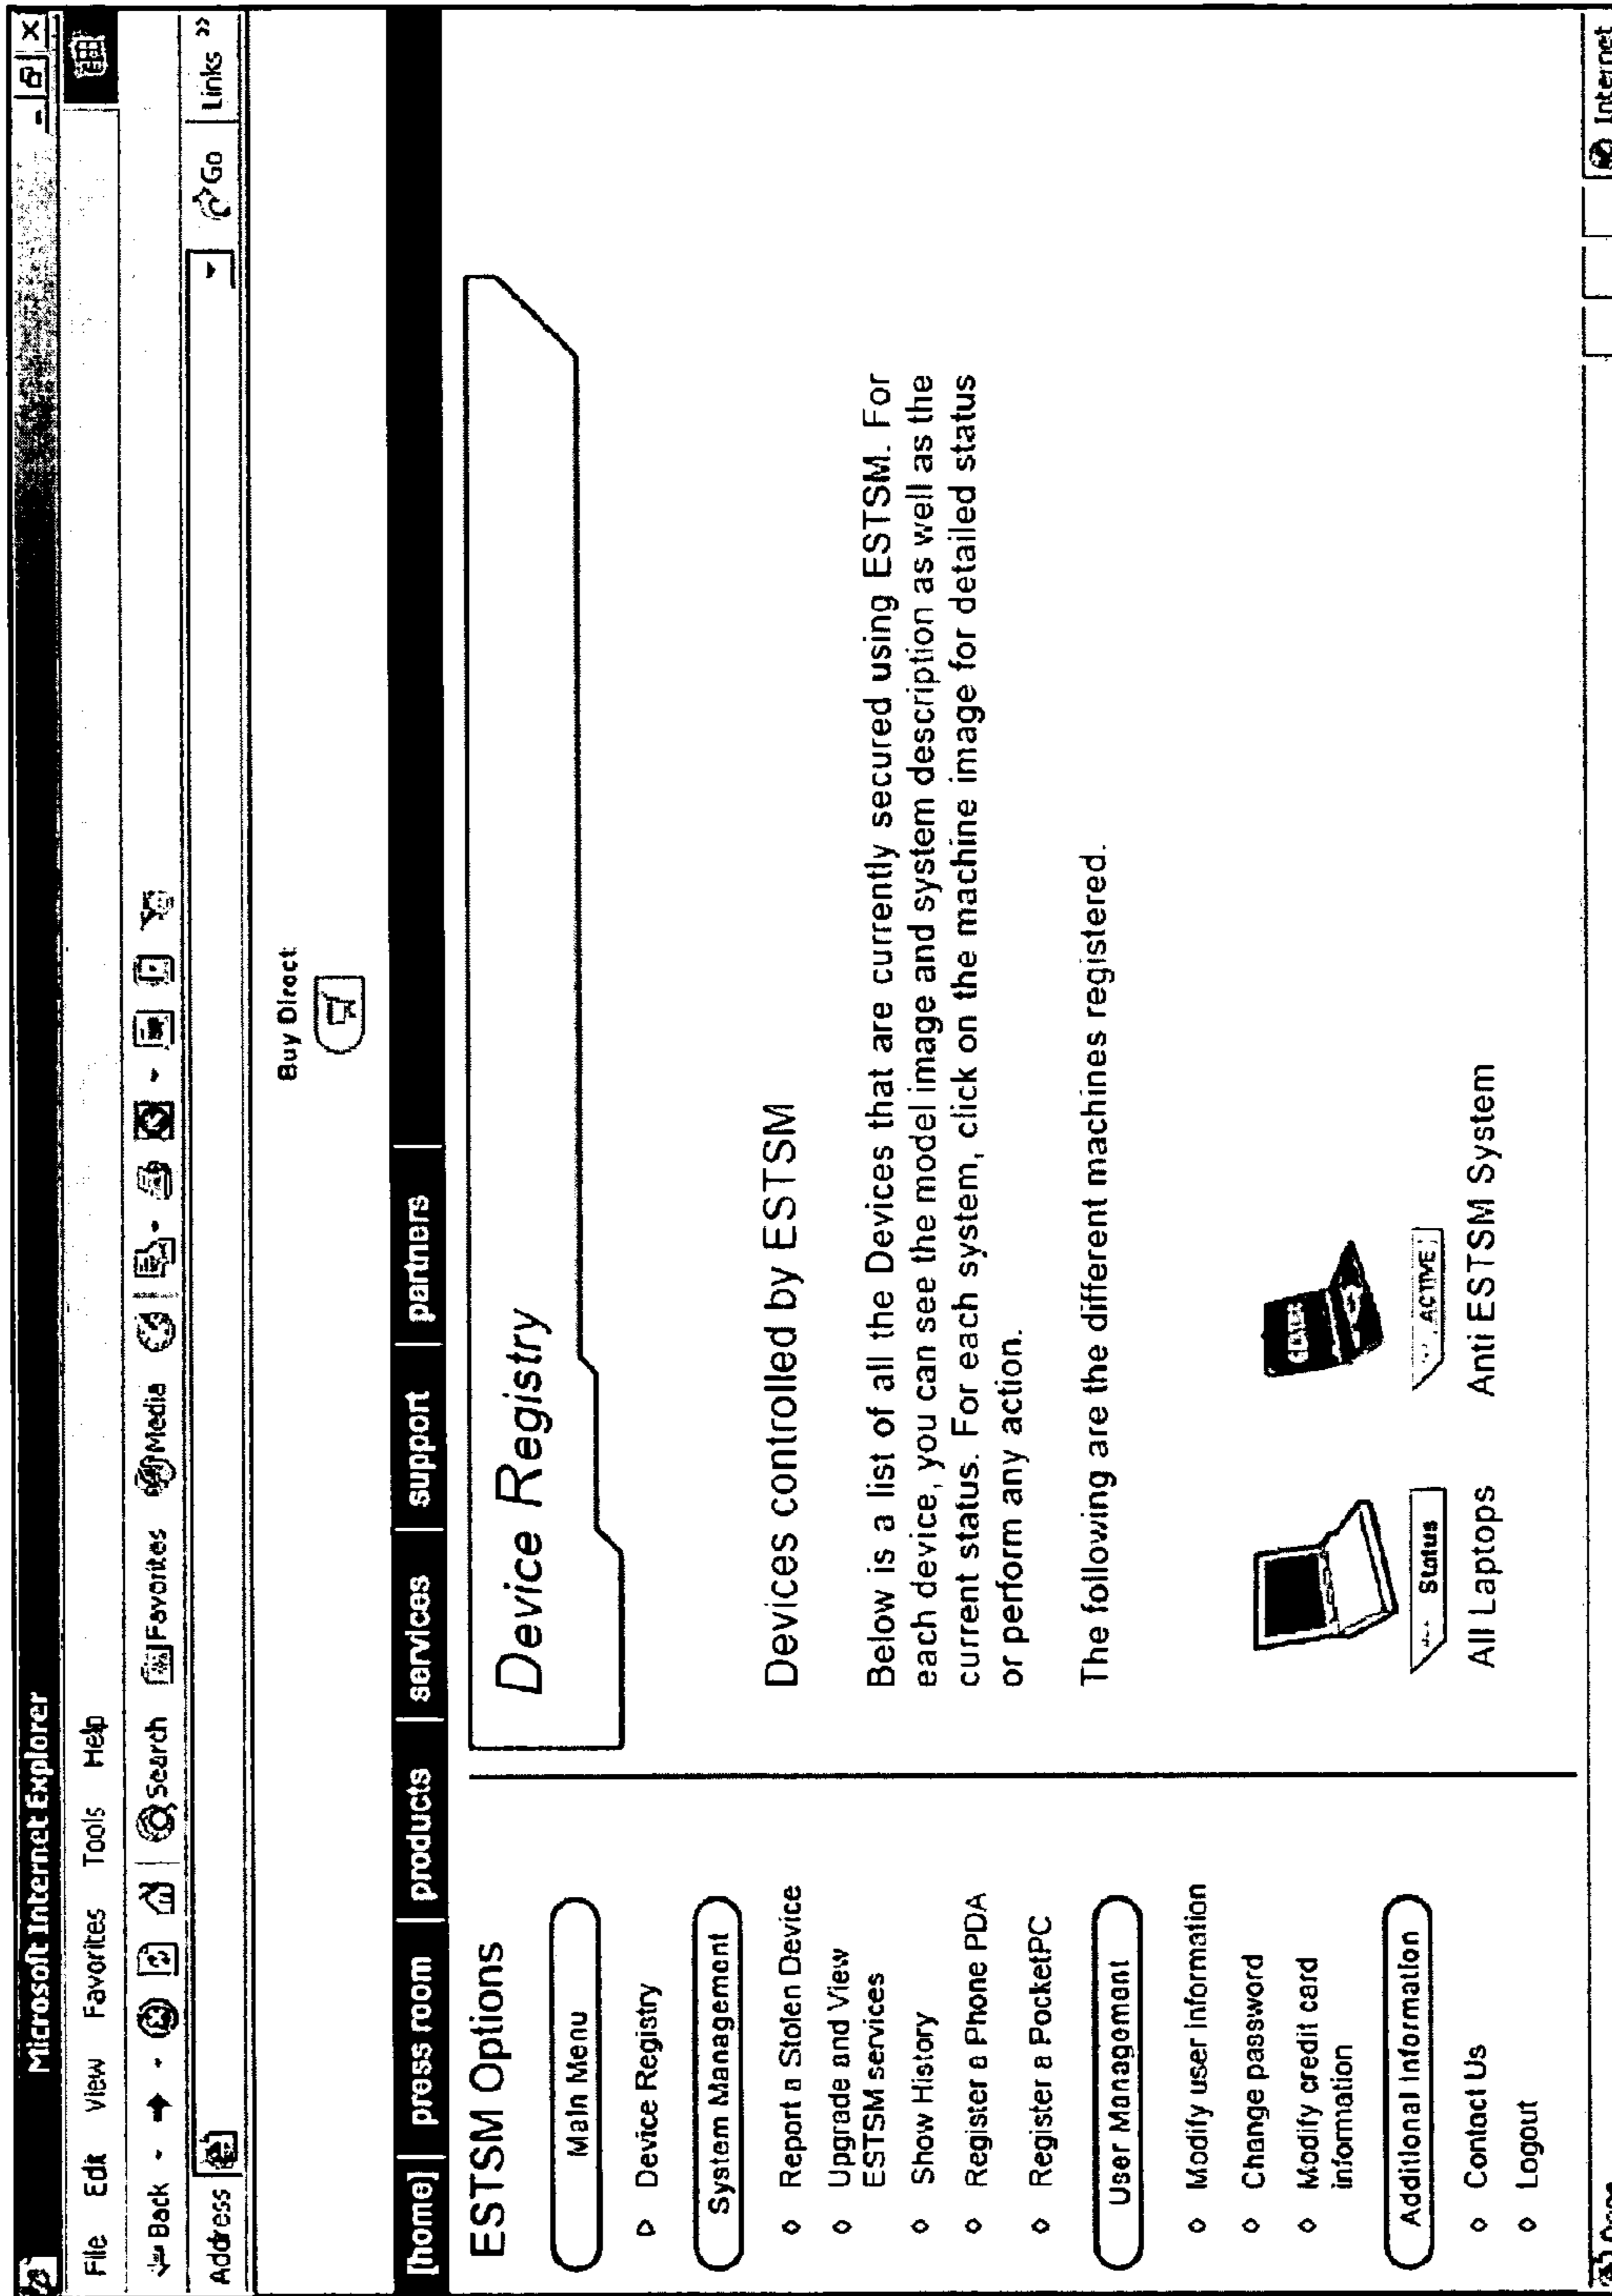 Microsoft Internet Explorer
File Edit View Favorites Tools Help
Back Search Favorites Media
Address Go Links »
Buy Direct
[home] press room products services support partners
ESTSM Options
Main Menu
Device Registry
System Management
Report a Stolen Device
Upgrade and View
ESTSM services
Show History
Register a Phone PDA
Register a PocketPC
User Management
Modify user information
Change password
Modify credit card
information
Additional Information
Contact Us
Logout
Device Registry
Devices controlled by ESTSM
Below is a list of all the Devices that are currently secured using ESTSM. For
each device, you can see the model image and system description as well as the
current status. For each system, click on the machine image for detailed status
or perform any action.
The following are the different machines registered.
Status
All Laptops
ACTIVE
Anti ESTSM System
Internet